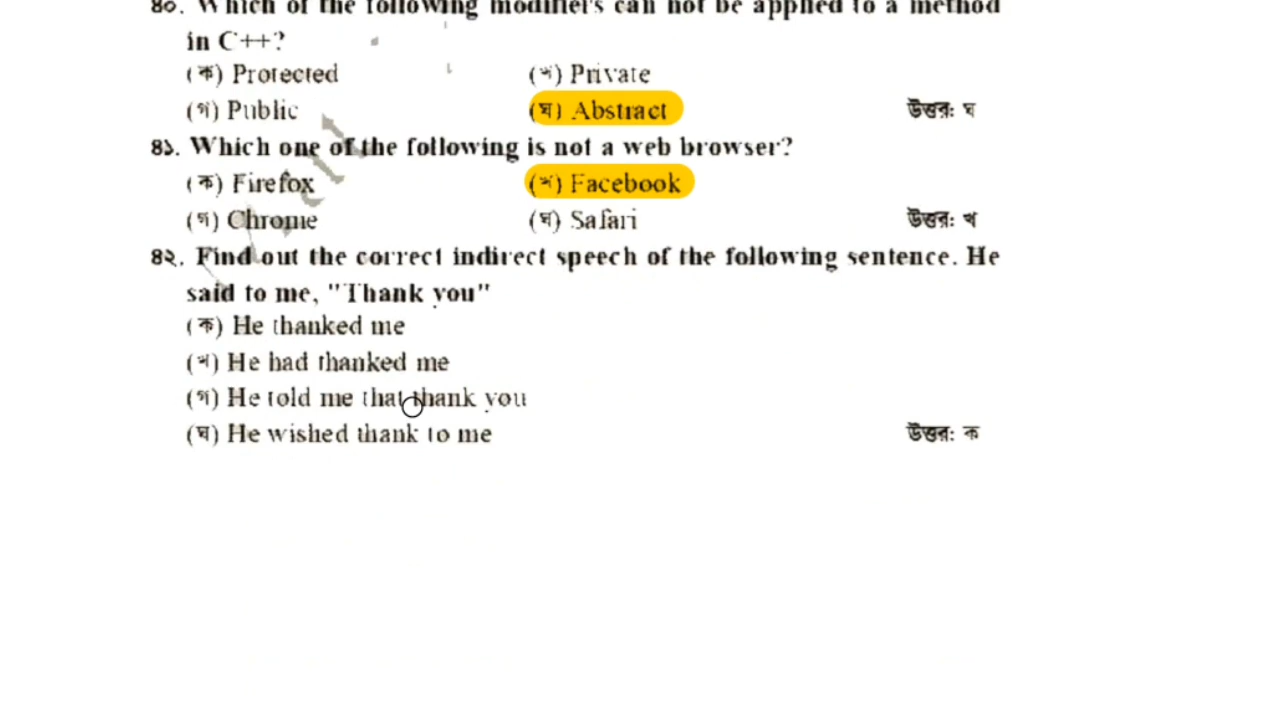 ৪০. Which of the following modifiers can not be applied to a method
in C++?
(ক) Protected (খ) Private
(গ) Public (ঘ) Abstract উত্তর: ঘ
৪১. Which one of the following is not a web browser?
(ক) Firefox (খ) Facebook
(গ) Chrome (ঘ) Safari উত্তর: খ
৪২. Find out the correct indirect speech of the following sentence. He
said to me, "Thank you"
(ক) He thanked me
(খ) He had thanked me
(গ) He told me that thank you
(ঘ) He wished thank to me উত্তর: ক